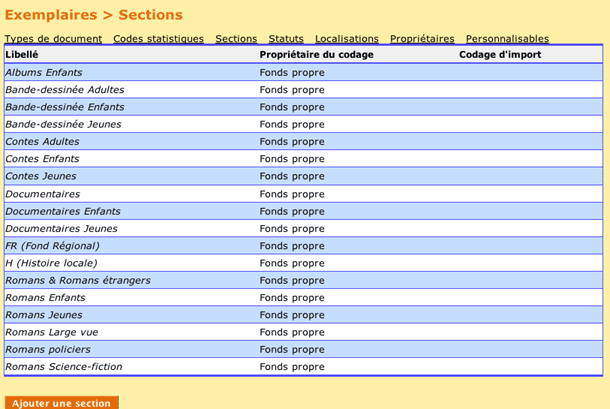 Exemplaires > Sections
Types de document Codes statistiques Sections Statuts Localisations Propriétaires Personnalisables
Libellé Propriétaire du codage Codage d'import
Albums Enfants Fonds propre
Bande-dessinée Adultes Fonds propre
Bande-dessinée Enfants Fonds propre
Bande-dessinée Jeunes Fonds propre
Contes Adultes Fonds propre
Contes Enfants Fonds propre
Contes Jeunes Fonds propre
Documentaires Fonds propre
Documentaires Enfants Fonds propre
Documentaires Jeunes Fonds propre
FR (Fond Régional) Fonds propre
H (Histoire locale) Fonds propre
Romans & Romans étrangers Fonds propre
Romans Enfants Fonds propre
Romans Jeunes Fonds propre
Romans Large vue Fonds propre
Romans policiers Fonds propre
Romans Science-fiction Fonds propre
Ajouter une section